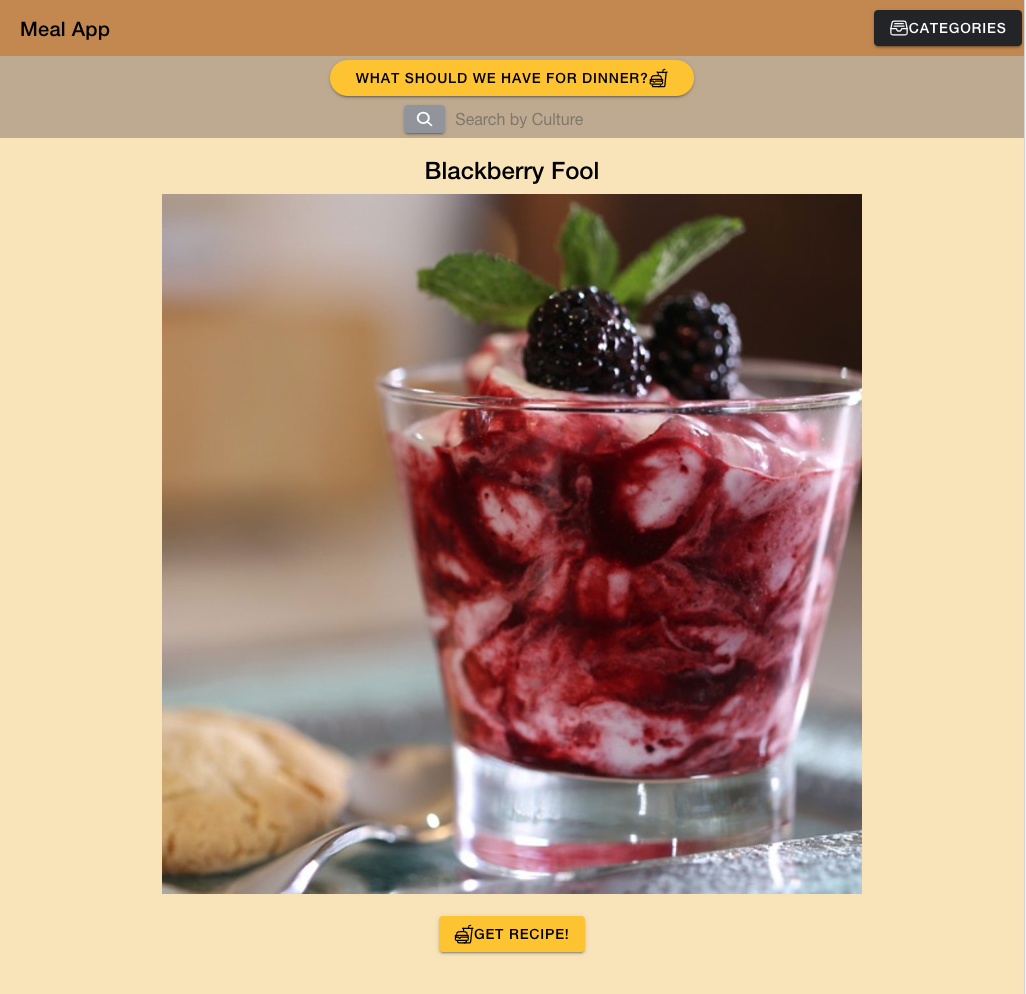 Meal App
CATEGORIES
WHAT SHOULD WE HAVE FOR DINNER?
Search by Culture
Blackberry Fool
GET RECIPE!